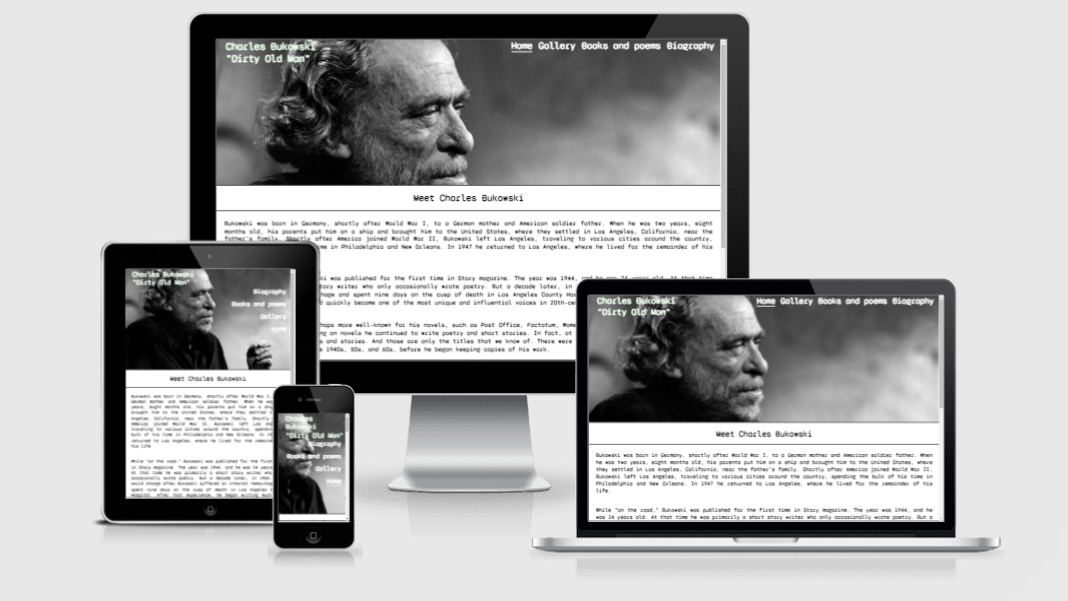 Charles Bukowski
"Dirty Old Man"
Home Gallery Books and poems Biography
Meet Charles Bukowski
Bukowski was born in Germany, shortly after World War I, to a German mother and American soldier father. When he was two years, eight
months old, his parents put him on a ship and brought him to the United States, where they settled in Los Angeles, California, near the
father's family. Shortly after America joined World War II, Bukowski left Los Angeles, traveling to various cities around the country,
time in Philadelphia and New Orleans. In 1947 he returned to Los Angeles, where he lived for the remainder of his
was published for the first time in Story magazine. The year was 1944, and he was 24 years old. At that time
story writer who only occasionally wrote poetry. But a decade later, in
and spent nine days on the cusp of death in Los Angeles County
quickly become one of the most unique and influential voices in
more well-known for his novels, such as Post Office, Factotum,
on novels he continued to write poetry and short stories. In fact, at
and stories. And those are only the titles that we know of. There were
1940s, 50s, and 60s, before he began keeping copies of his work.
Charles Bukowski
"Dirty Old Man"
Biography
Books and poems
Gallery
Home
Meet Charles Bukowski
Bukowski was born in Germany, shortly after World
War I, to a German mother and American soldier father. When he was two
years, eight months old, his parents put him on a ship and
brought him to the United States, where they settled in
Angeles, California, near the father's family. Shortly
America joined World War II, Bukowski left Los
traveling to various cities around the country, spending
bulk of his time in Philadelphia and New Orleans. In
returned to Los Angeles, where he lived for the remainder
his life.
While "on the road," Bukowski was published for the first time
in Story magazine. The year was 1944, and he was 24 years
At that time he was primarily a short story writer who
occasionally wrote poetry. But a decade later, in
Bukowski suffered an internal
spent nine days on the cusp of death in Los Angeles
Hospital. After that experience, he began writing
Charles
Bukowski
"Dirty Old Man"
Biography
Books and poems
Gallery
Home
Charles Bukowski
"Dirty Old Man"
Home Gallery Books and poems Biography
Meet Charles Bukowski
Bukowski was born in Germany, shortly after World War I, to a German mother and American soldier father. When
he was two years, eight months old, his parents put him on a ship and brought him to the United States, where
they settled in Los Angeles, California, near the father's family. Shortly after America joined World War II,
Bukowski left Los Angeles, traveling to various cities around the country, spending the bulk of his time in
Philadelphia and New Orleans. In 1947 he returned to Los Angeles, where he lived for the remainder of his
life.
While "on the road," Bukowski was published for the first time in Story magazine. The year was 1944, and he
was 24 years old. At that time he was primarily a short story writer who only occasionally wrote poetry. But a